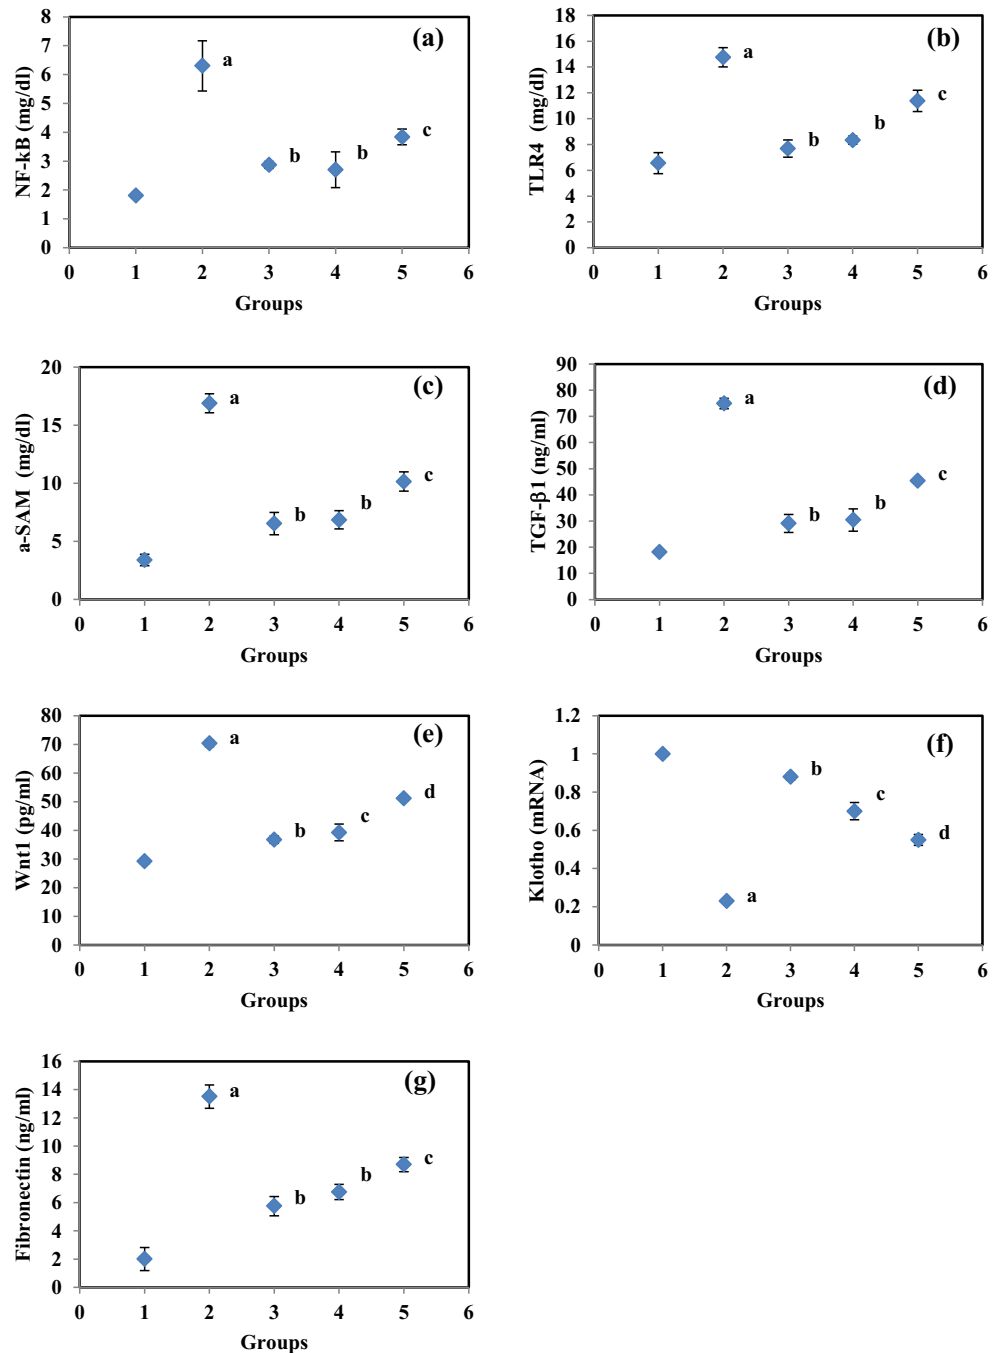 (a)
NF-kB (mg/dl)
8
7
6
5
4
3
2
1
0
a
b
b
c
0 1 2 3 4 5 6
Groups
(b)
TLR4 (mg/dl)
18
16
14
12
10
8
6
4
2
0
a
b
b
c
0 1 2 3 4 5 6
Groups
(c)
a-SAM (mg/dl)
20
15
10
5
0
a
b
b
c
0 1 2 3 4 5 6
Groups
(d)
TGF-β1 (ng/ml)
90
80
70
60
50
40
30
20
10
0
a
b
b
c
0 1 2 3 4 5 6
Groups
(e)
Wnt1 (pg/ml)
80
70
60
50
40
30
20
10
0
a
b
c
d
0 1 2 3 4 5 6
Groups
(f)
Klotho (mRNA)
1.2
1
0.8
0.6
0.4
0.2
0
a
b
c
d
0 1 2 3 4 5 6
Groups
(g)
Fibronectin (ng/ml)
16
14
12
10
8
6
4
2
0
a
b
b
c
0 1 2 3 4 5 6
Groups